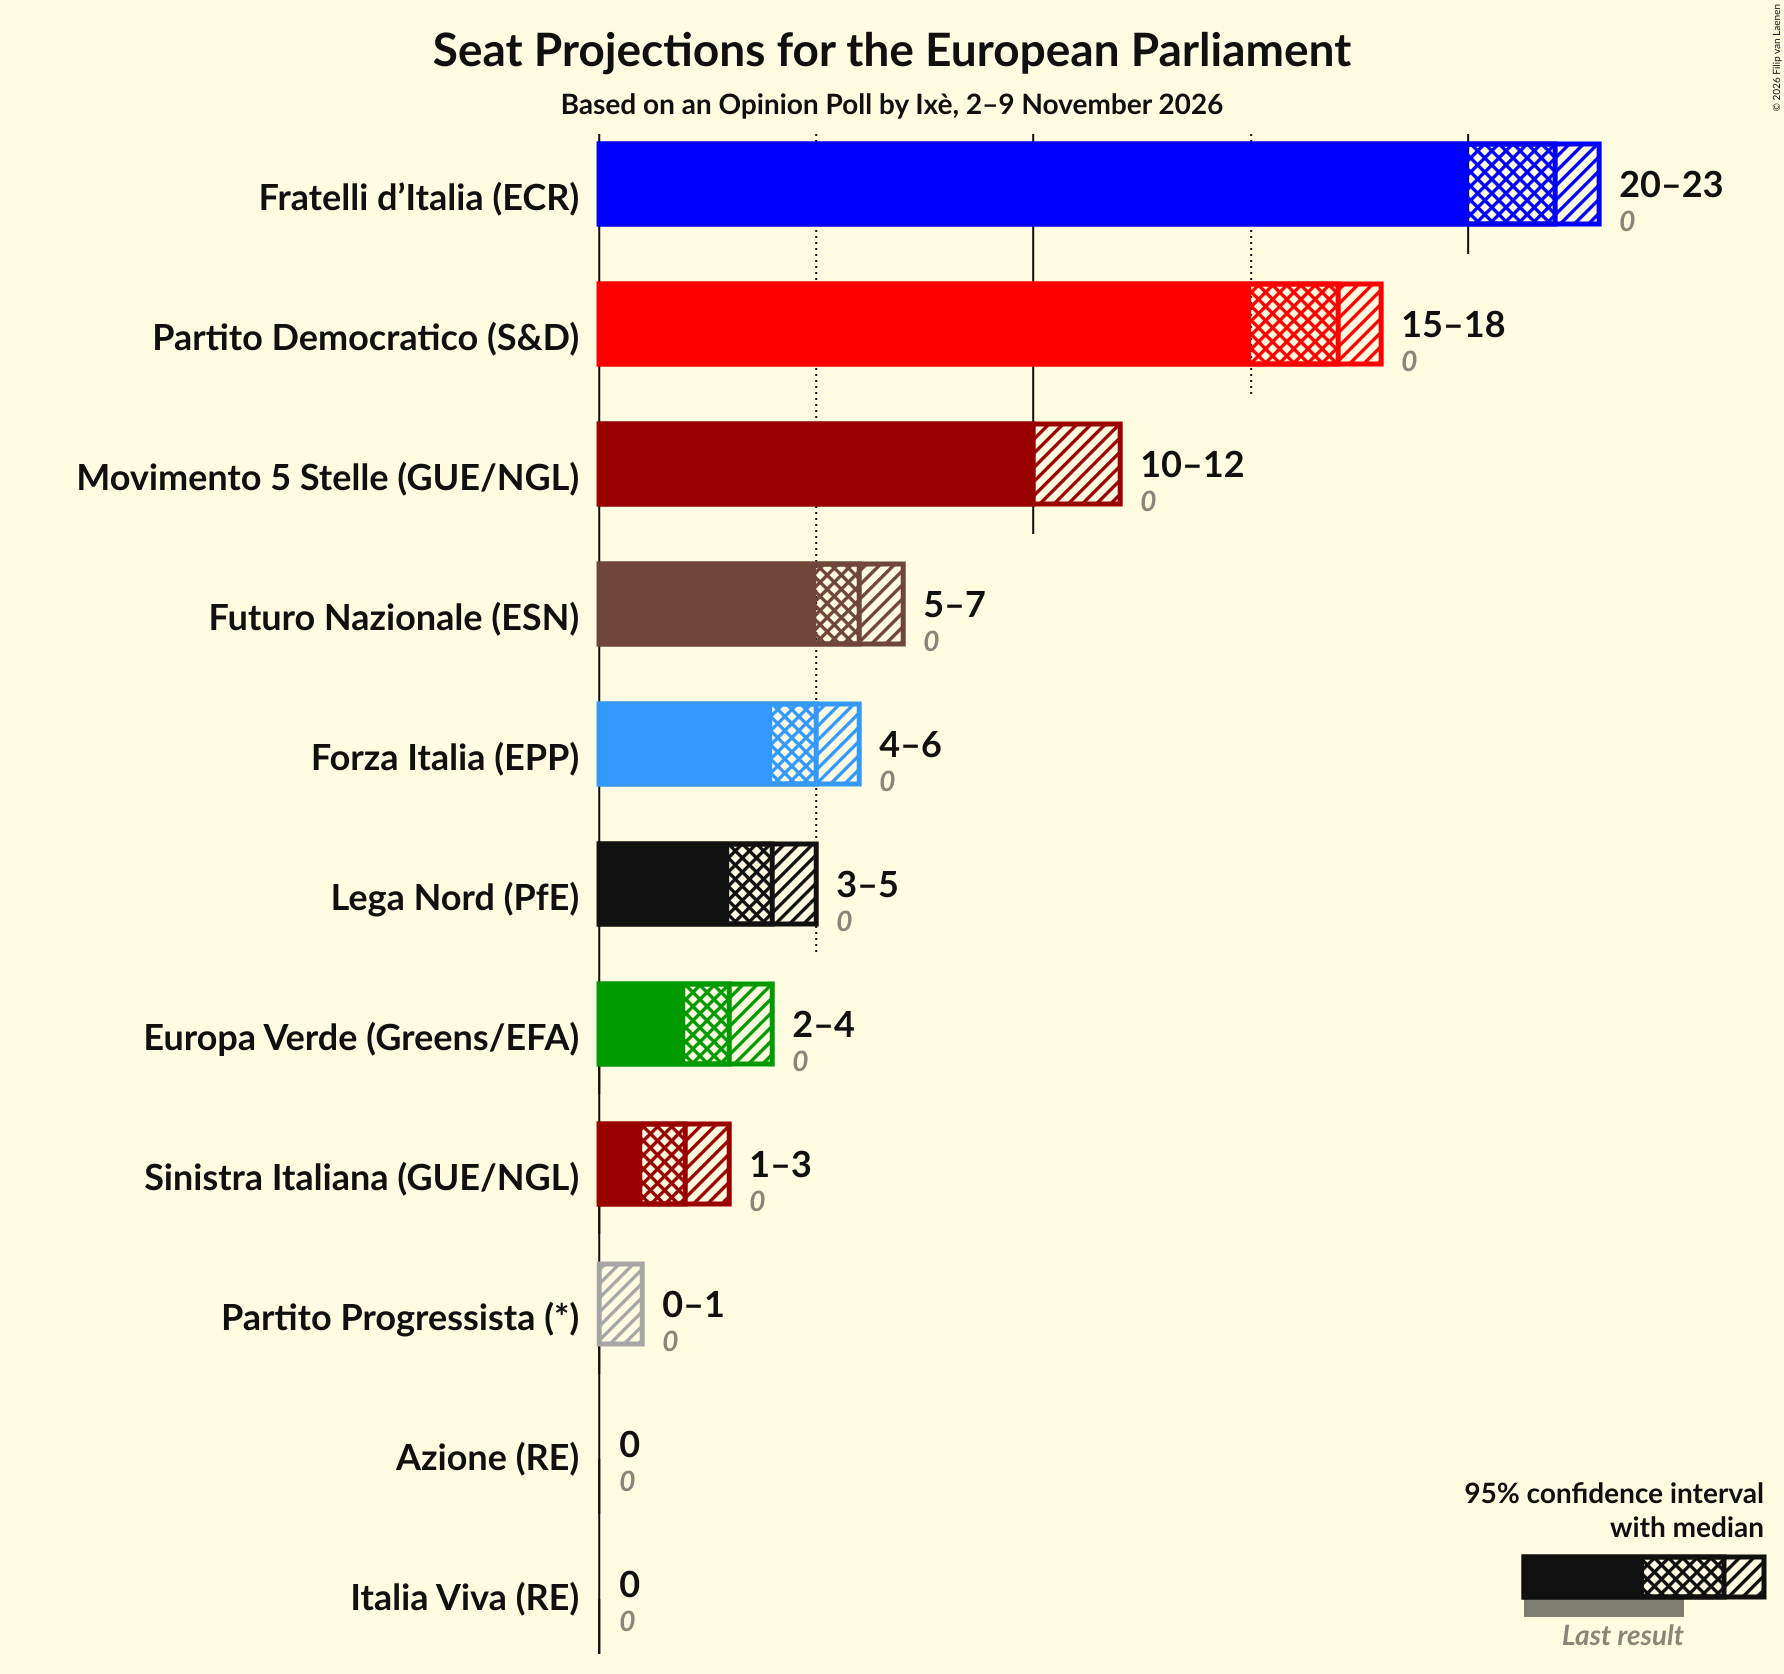 Seat Projections for the European Parliament
Based on an Opinion Poll by Ixè, 2–9 November 2026
© 2026 Filip van Laenen
Fratelli d’Italia (ECR)
20–23
0
Partito Democratico (S&D)
15–18
0
Movimento 5 Stelle (GUE/NGL)
10–12
0
Futuro Nazionale (ESN)
5–7
0
Forza Italia (EPP)
4–6
0
Lega Nord (PfE)
3–5
0
Europa Verde (Greens/EFA)
2–4
0
Sinistra Italiana (GUE/NGL)
1–3
0
Partito Progressista (*)
0–1
0
Azione (RE)
0
0
Italia Viva (RE)
0
0
95% confidence interval
with median
Last result